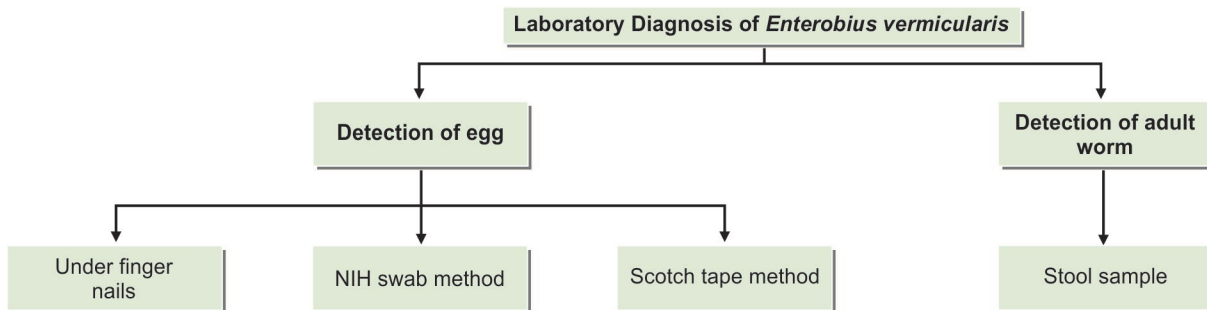 Laboratory Diagnosis of Enterobius vermicularis
Detection of egg
Detection of adult
worm
Under finger
nails
NIH swab method
Scotch tape method
Stool sample